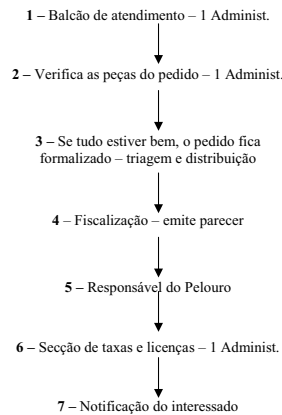 1 – Balcão de atendimento – 1 Administ.
2 – Verifica as peças do pedido – 1 Administ.
3 – Se tudo estiver bem, o pedido fica
formalizado – triagem e distribuição
4 – Fiscalização – emite parecer
5 – Responsável do Pelouro
6 – Secção de taxas e licenças – 1 Administ.
7 – Notificação do interessado